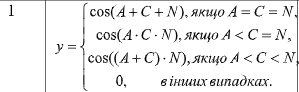 1
cos(A + C + N), якщо A = C = N,
cos(A · C · N), якщо A < C = N,
y =
cos((A + C) · N), якщо A < C < N,
0, в інших випадках.